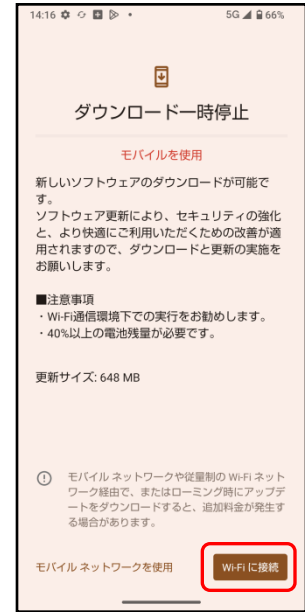 14:16 5G 66%
ダウンロード一時停止
モバイルを使用
新しいソフトウェアのダウンロードが可能で
す。
ソフトウェア更新により、セキュリティの強化
と、より快適にご利用いただくための改善が適
用されますので、ダウンロードと更新の実施を
お願いします。
■注意事項
・Wi-Fi通信環境下での実行をお勧めします。
・40%以上の電池残量が必要です。
更新サイズ: 648 MB
モバイル ネットワークや従量制の Wi-Fi ネット
ワーク経由で、またはローミング時にアップデ
ートをダウンロードすると、追加料金が発生す
る場合があります。
モバイル ネットワークを使用 Wi-Fi に接続